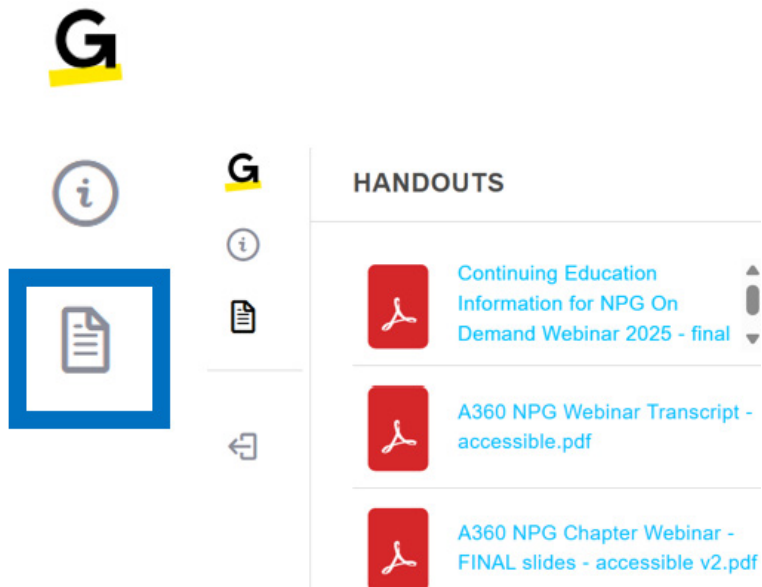 G
G
HANDOUTS
Continuing Education
Information for NPG On
Demand Webinar 2025 - final
A360 NPG Webinar Transcript -
accessible.pdf
A360 NPG Chapter Webinar -
FINAL slides - accessible v2.pdf